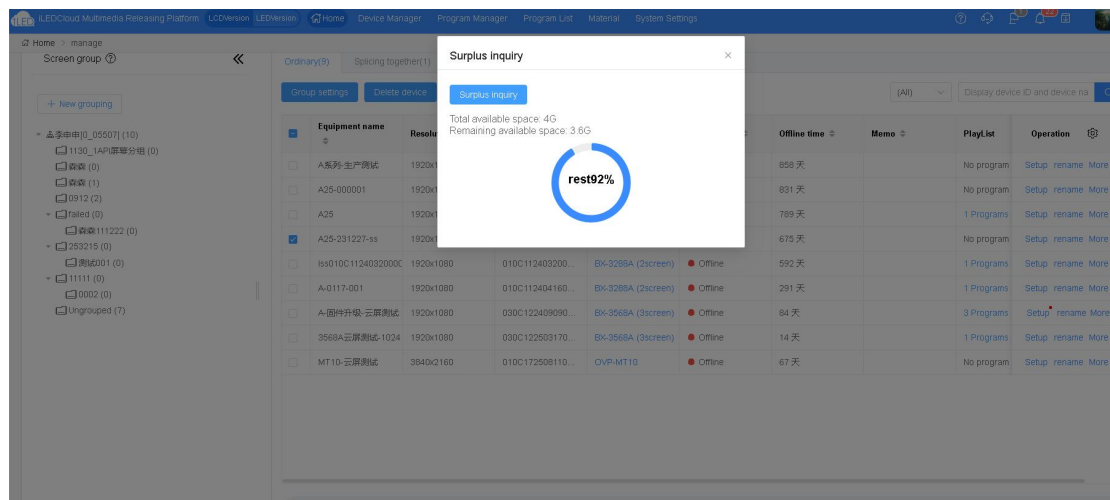 iLEDCloud Multimedia Releasing Platform LCDVersion LEDVersion Home Device Manager Program Manager Program List Material System Settings
Home > manage
Screen group
Ordinary(9) Splicing together(1)
Group settings Delete device (All) Display device ID and device na
+ New grouping
Surplus inquiry
Surplus inquiry
Total available space: 4G
Remaining available space: 3.6G
rest92%
李申申[0_05507] (10)
1130_1API屏幕分组 (0)
森森 (0)
森森 (1)
0912 (2)
failed (0)
森森111222 (0)
253215 (0)
测试001 (0)
11111 (0)
0002 (0)
Ungrouped (7)
Equipment name Resolu Offline time Memo PlayList Operation
A系列-生产测试 1920x1 858 天 No program Setup rename More
A25-000001 1920x1 831 天 No program Setup rename More
A25 1920x1 789 天 1 Programs Setup rename More
A25-231227-ss 1920x1 675 天 No program Setup rename More
lss010C1124032000C 1920x1080 010C112403200... BX-3288A (2screen) Offline 592 天 1 Programs Setup rename More
A-0117-001 1920x1080 010C112404160... BX-3288A (2screen) Offline 291 天 1 Programs Setup rename More
A-固件升级-云屏测试 1920x1080 030C122409090... BX-3568A (3screen) Offline 84 天 3 Programs Setup rename More
3568A云屏测试-1024 1920x1080 030C122503170... BX-3568A (3screen) Offline 14 天 1 Programs Setup rename More
MT10-云屏测试 3840x2160 010C172508110... OVP-MT10 Offline 67 天 No program Setup rename More